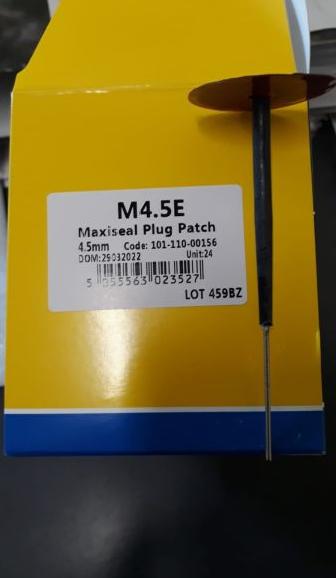 M4.5E
Maxiseal Plug Patch
4.5mm Code: 101-110-00156
DOM:29032022 Unit:24
5 055563 023527
LOT 459BZ